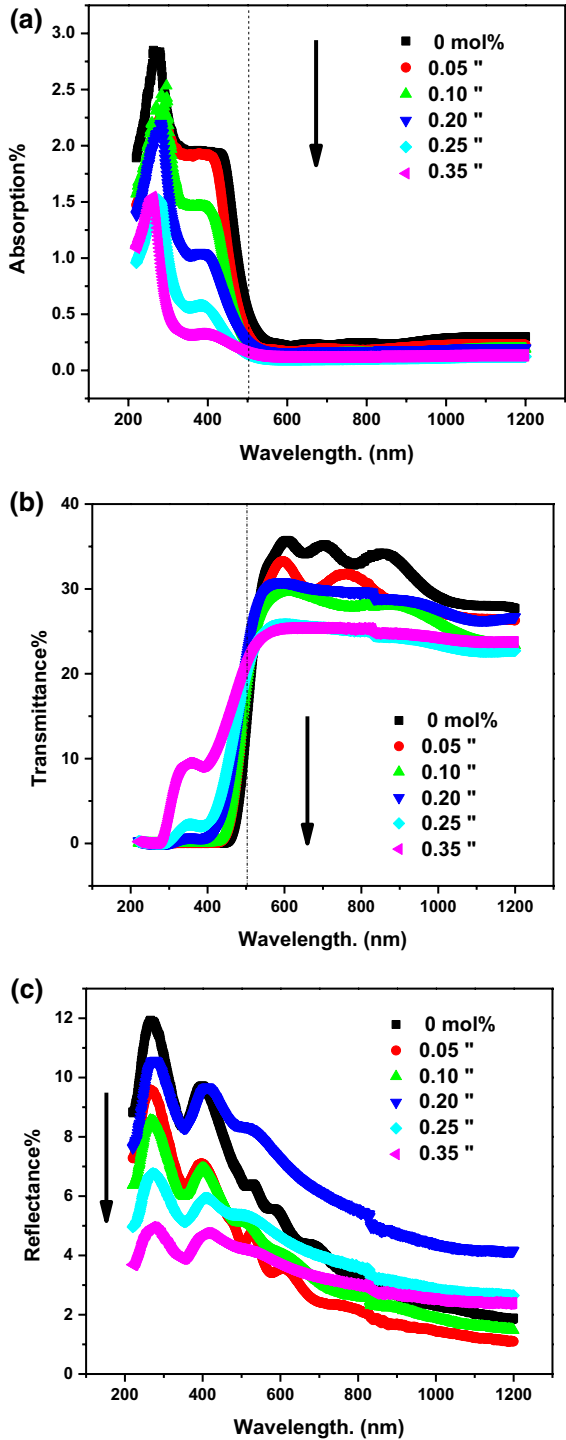 (a)
3.0
2.5
2.0
1.5
1.0
0.5
0.0
Absorption%
0 mol%
0.05 "
0.10 "
0.20 "
0.25 "
0.35 "
200 400 600 800 1000 1200
Wavelength. (nm)
(b)
40
30
20
10
0
Transmittance%
0 mol%
0.05 "
0.10 "
0.20 "
0.25 "
0.35 "
200 400 600 800 1000 1200
Wavelength. (nm)
(c)
12
10
8
6
4
2
0
Reflectance%
0 mol%
0.05 "
0.10 "
0.20 "
0.25 "
0.35 "
200 400 600 800 1000 1200
Wavelength. (nm)